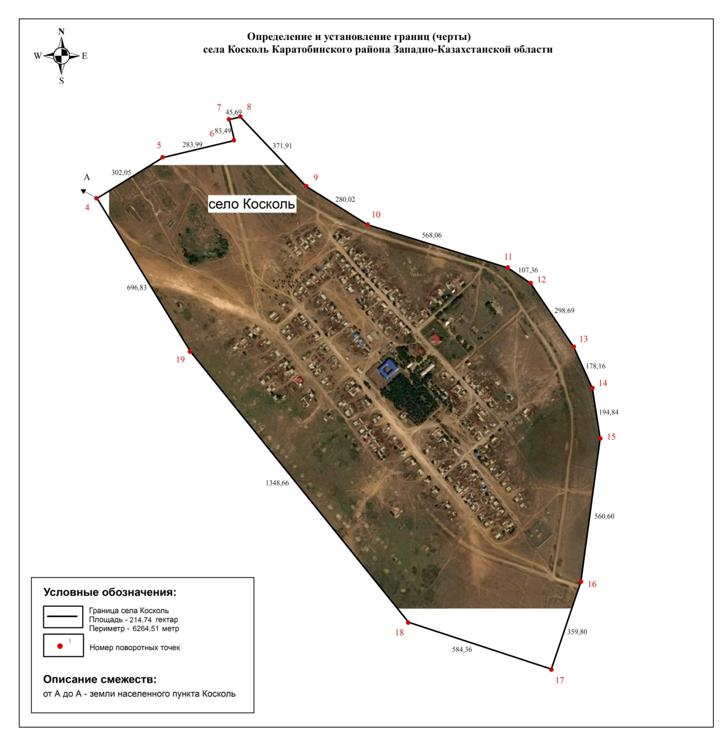 Определение и установление границ (черты)
села Косколь Каратобинского района Западно-Казахстанской области
N
W E
S
7 45,69 8
6 83,49
5 283,99
371,91
A
302,05
4
9
село Косколь
280,02
10
568,06
11
107,36
12
696,83
298,69
13
19
178,16
14
194,84
15
1348,66
560,60
16
Условные обозначения:
Граница села Косколь
Площадь - 214,74 гектар
Периметр - 6264,51 метр
1
Номер поворотных точек
18
359,80
584,36
17
Описание смежеств:
от А до А - земли населенного пункта Косколь